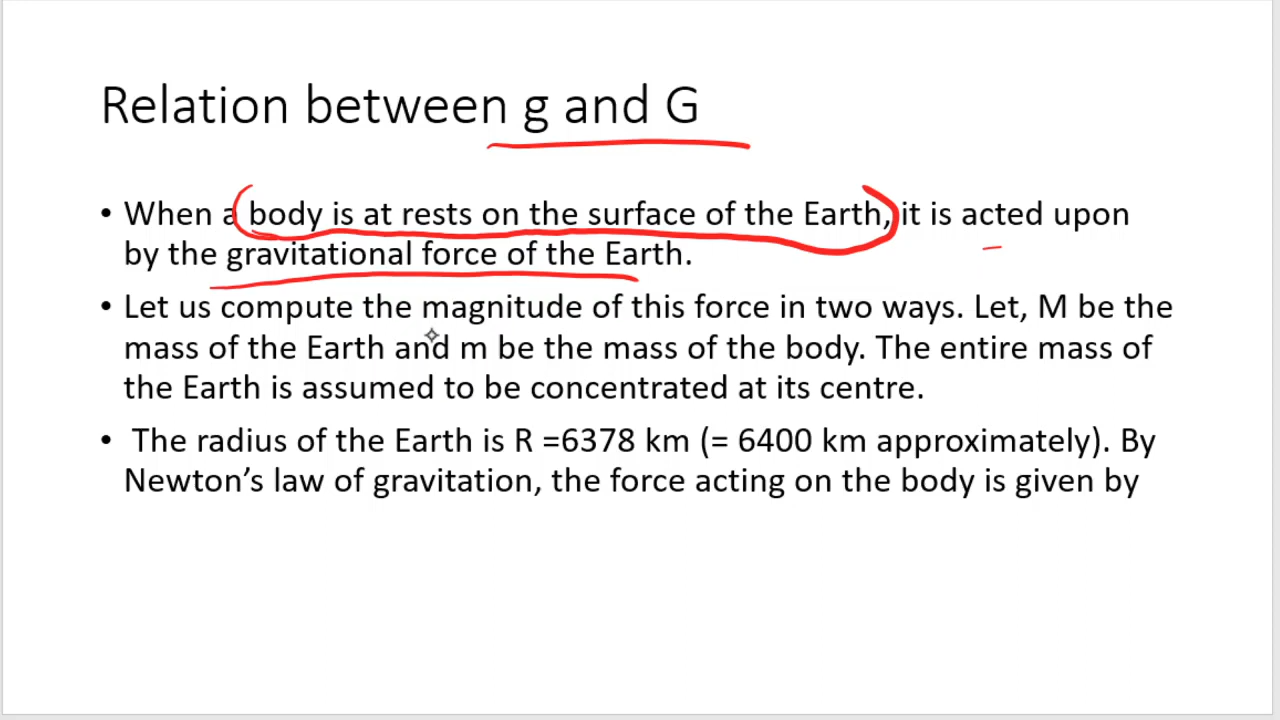 Relation between g and G
• When a body is at rests on the surface of the Earth, it is acted upon
by the gravitational force of the Earth.
• Let us compute the magnitude of this force in two ways. Let, M be the
mass of the Earth and m be the mass of the body. The entire mass of
the Earth is assumed to be concentrated at its centre.
• The radius of the Earth is R =6378 km (= 6400 km approximately). By
Newton’s law of gravitation, the force acting on the body is given by